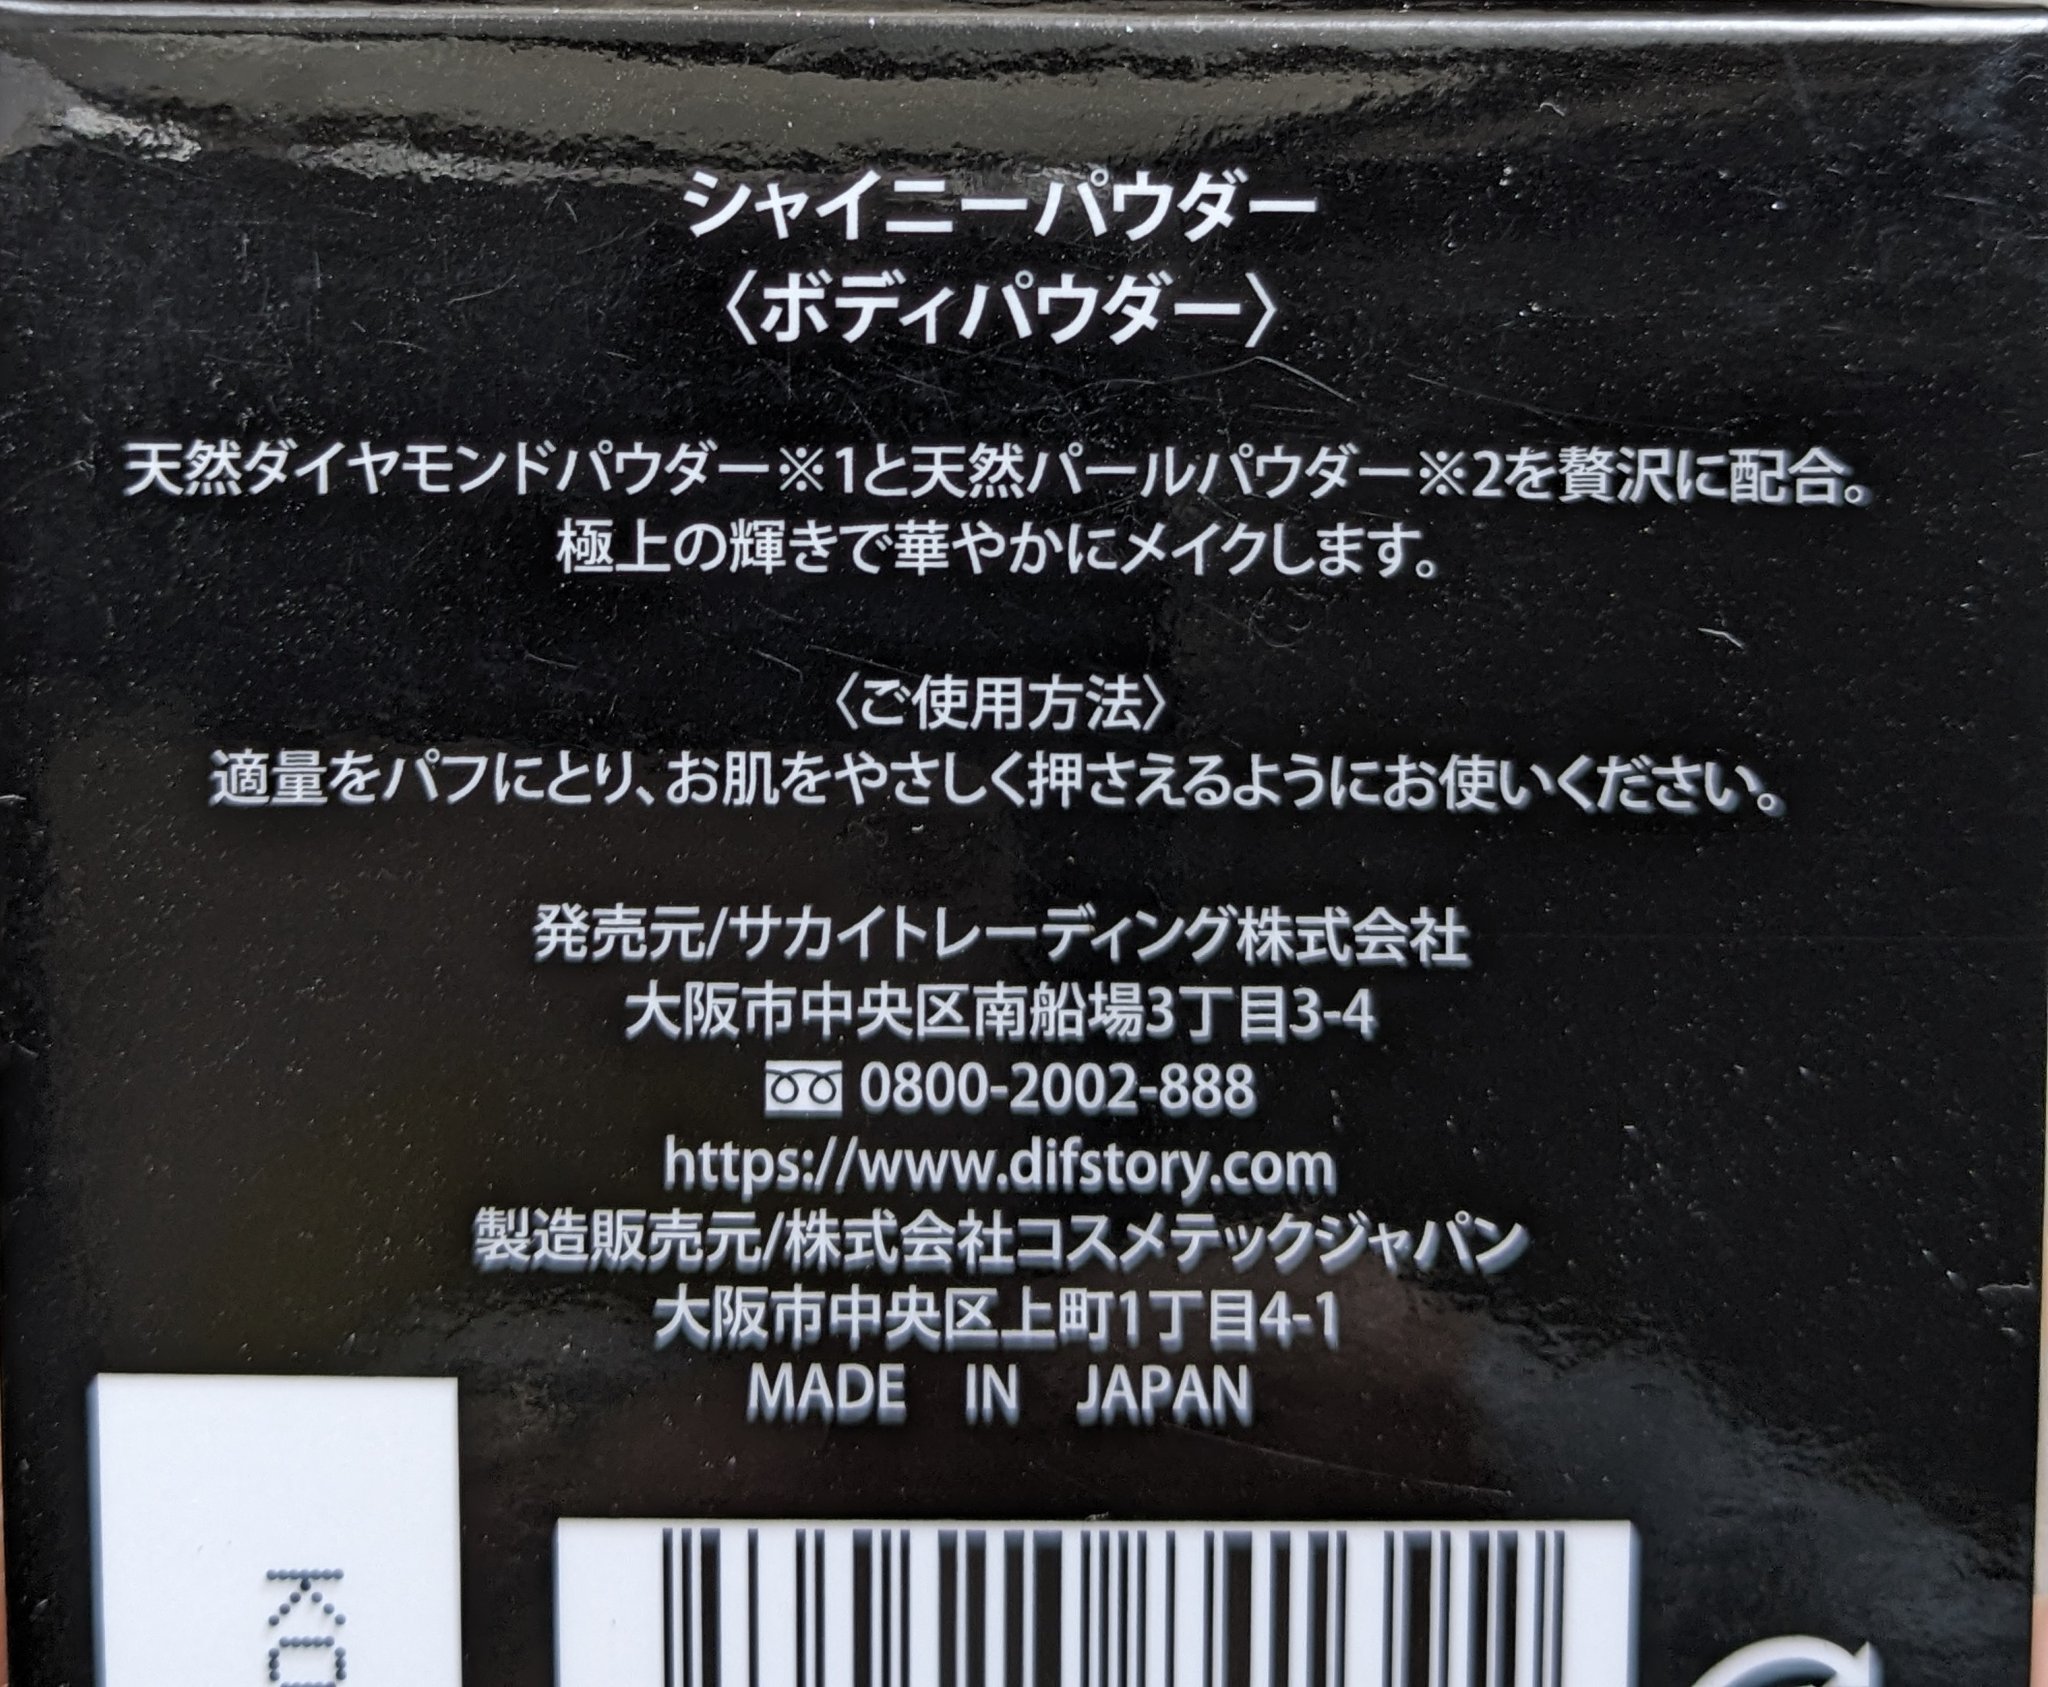 シャイニーパウダー
〈ボディパウダー〉
天然ダイヤモンドパウダー※1と天然パールパウダー※2を贅沢に配合。
極上の輝きで華やかにメイクします。
〈ご使用方法〉
適量をパフにとり、お肌をやさしく押さえるようにお使いください。
発売元/サカイトレーディング株式会社
大阪市中央区南船場3丁目3-4
0800-2002-888
https://www.difstory.com
製造販売元/株式会社コスメテックジャパン
大阪市中央区上町1丁目4-1
MADE IN JAPAN